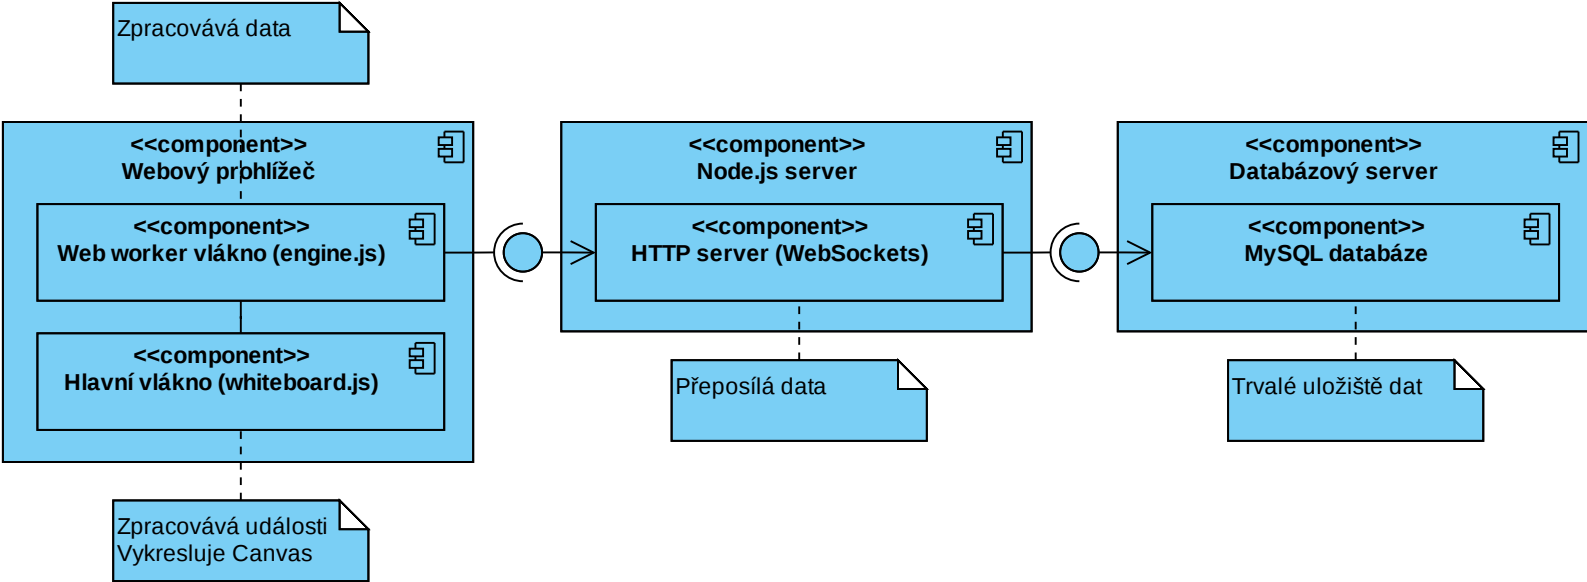 Zpracovává data
<<component>>
Webový prohlížeč
<<component>>
Web worker vlákno (engine.js)
<<component>>
Hlavní vlákno (whiteboard.js)
Zpracovává události
Vykresluje Canvas
<<component>>
Node.js server
<<component>>
HTTP server (WebSockets)
Přeposílá data
<<component>>
Databázový server
<<component>>
MySQL databáze
Trvalé uložiště dat